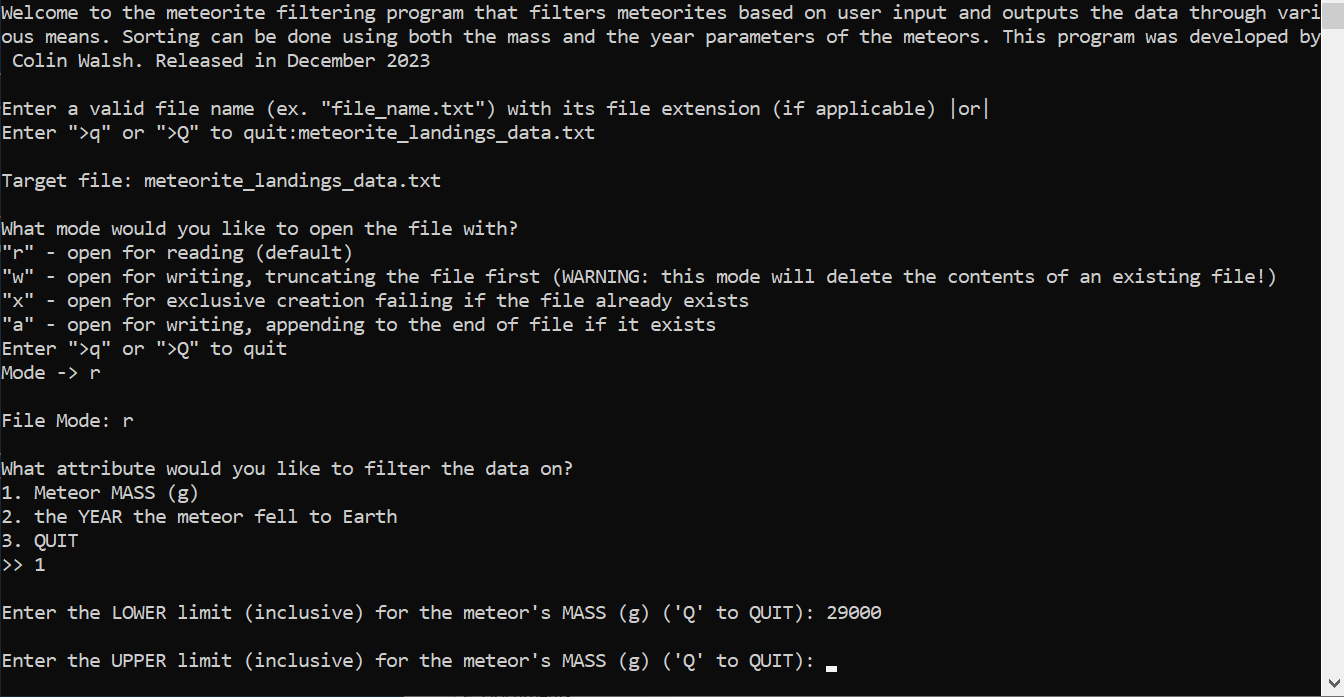 Welcome to the meteorite filtering program that filters meteorites based on user input and outputs the data through vari
ous means. Sorting can be done using both the mass and the year parameters of the meteors. This program was developed by
Colin Walsh. Released in December 2023
Enter a valid file name (ex. "file_name.txt") with its file extension (if applicable) |or|
Enter ">q" or ">Q" to quit:meteorite_landings_data.txt
Target file: meteorite_landings_data.txt
What mode would you like to open the file with?
"r" - open for reading (default)
"w" - open for writing, truncating the file first (WARNING: this mode will delete the contents of an existing file!)
"x" - open for exclusive creation failing if the file already exists
"a" - open for writing, appending to the end of file if it exists
Enter ">q" or ">Q" to quit
Mode -> r
File Mode: r
What attribute would you like to filter the data on?
1. Meteor MASS (g)
2. the YEAR the meteor fell to Earth
3. QUIT
>> 1
Enter the LOWER limit (inclusive) for the meteor's MASS (g) ('Q' to QUIT): 29000
Enter the UPPER limit (inclusive) for the meteor's MASS (g) ('Q' to QUIT):